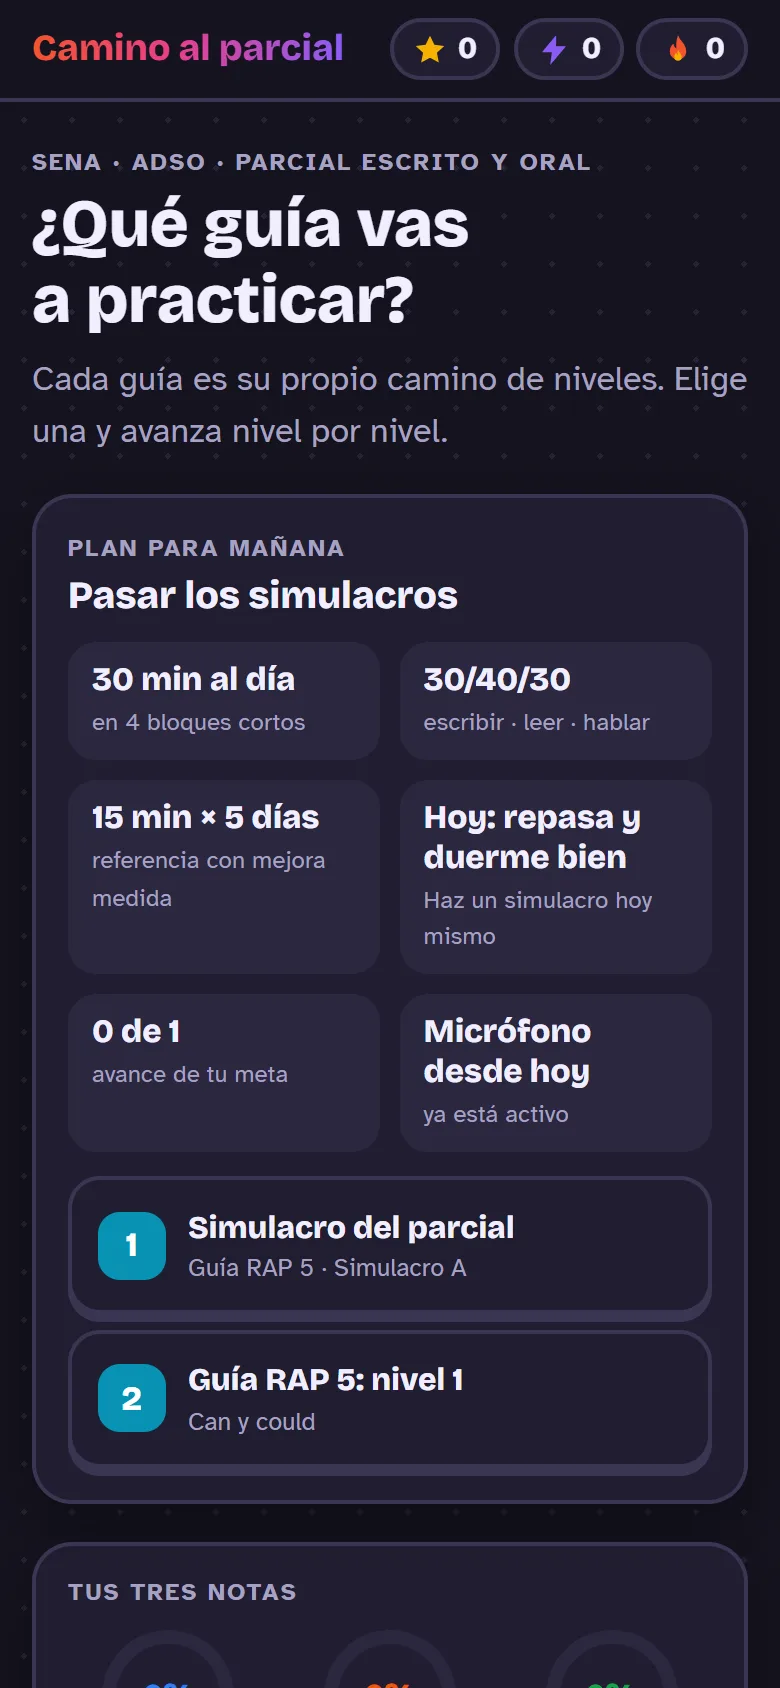 Camino al parcial
0
0
0
SENA · ADSO · PARCIAL ESCRITO Y ORAL
¿Qué guía vas
a practicar?
Cada guía es su propio camino de niveles. Elige
una y avanza nivel por nivel.
PLAN PARA MAÑANA
Pasar los simulacros
30 min al día
en 4 bloques cortos
30/40/30
escribir · leer · hablar
15 min × 5 días
referencia con mejora
medida
Hoy: repasa y
duerme bien
Haz un simulacro hoy
mismo
0 de 1
avance de tu meta
Micrófono
desde hoy
ya está activo
1
Simulacro del parcial
Guía RAP 5 · Simulacro A
2
Guía RAP 5: nivel 1
Can y could
TUS TRES NOTAS